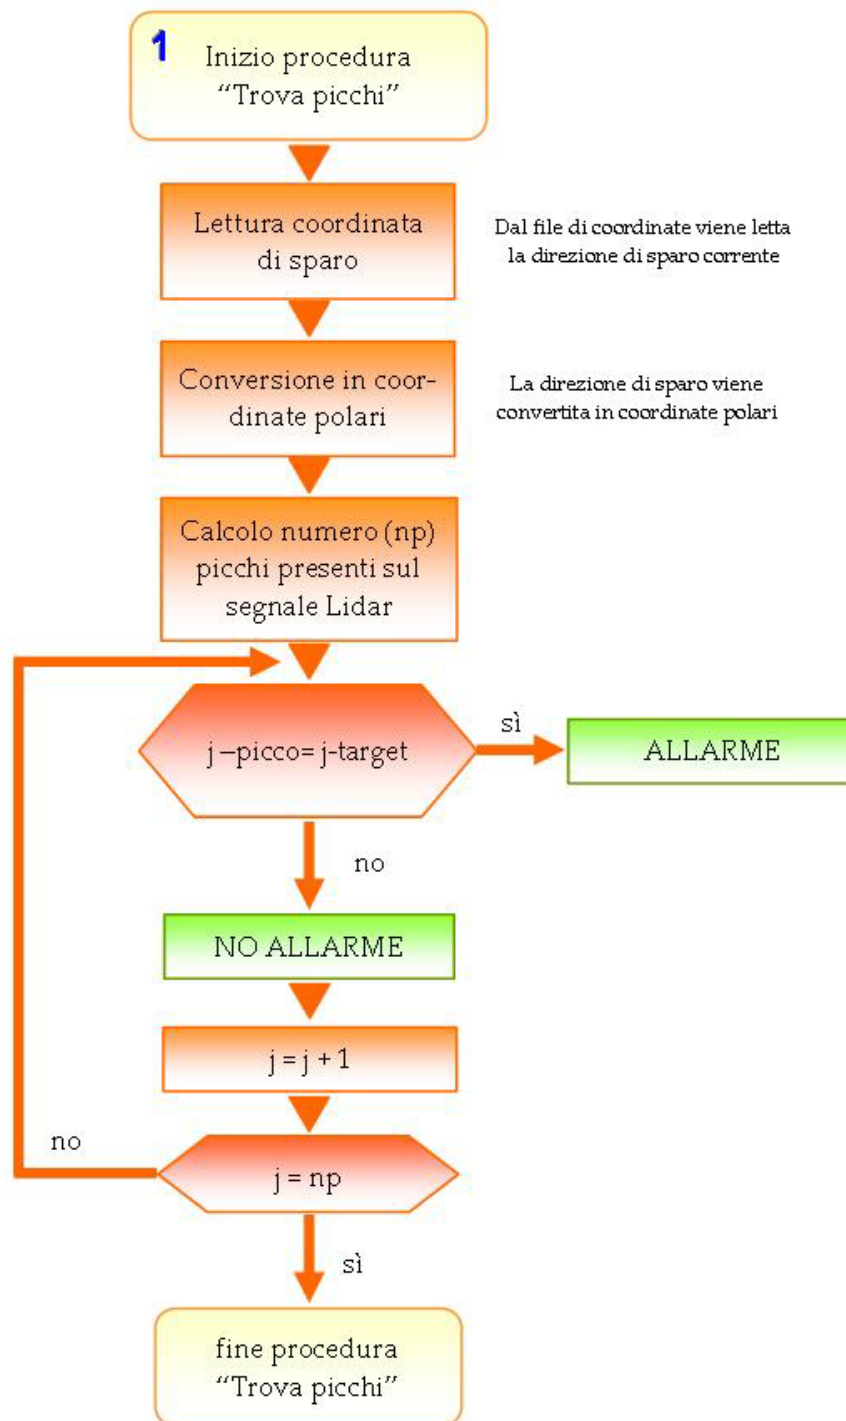 1
Inizio procedura
“Trova picchi”
Lettura coordinata
di sparo
Dal file di coordinate viene letta
la direzione di sparo corrente
Conversione in coor-
dinate polari
La direzione di sparo viene
convertita in coordinate polari
Calcolo numero (np)
picchi presenti sul
segnale Lidar
j –picco= j-target
sì
ALLARME
no
NO ALLARME
j = j + 1
no
j = np
sì
fine procedura
“Trova picchi”